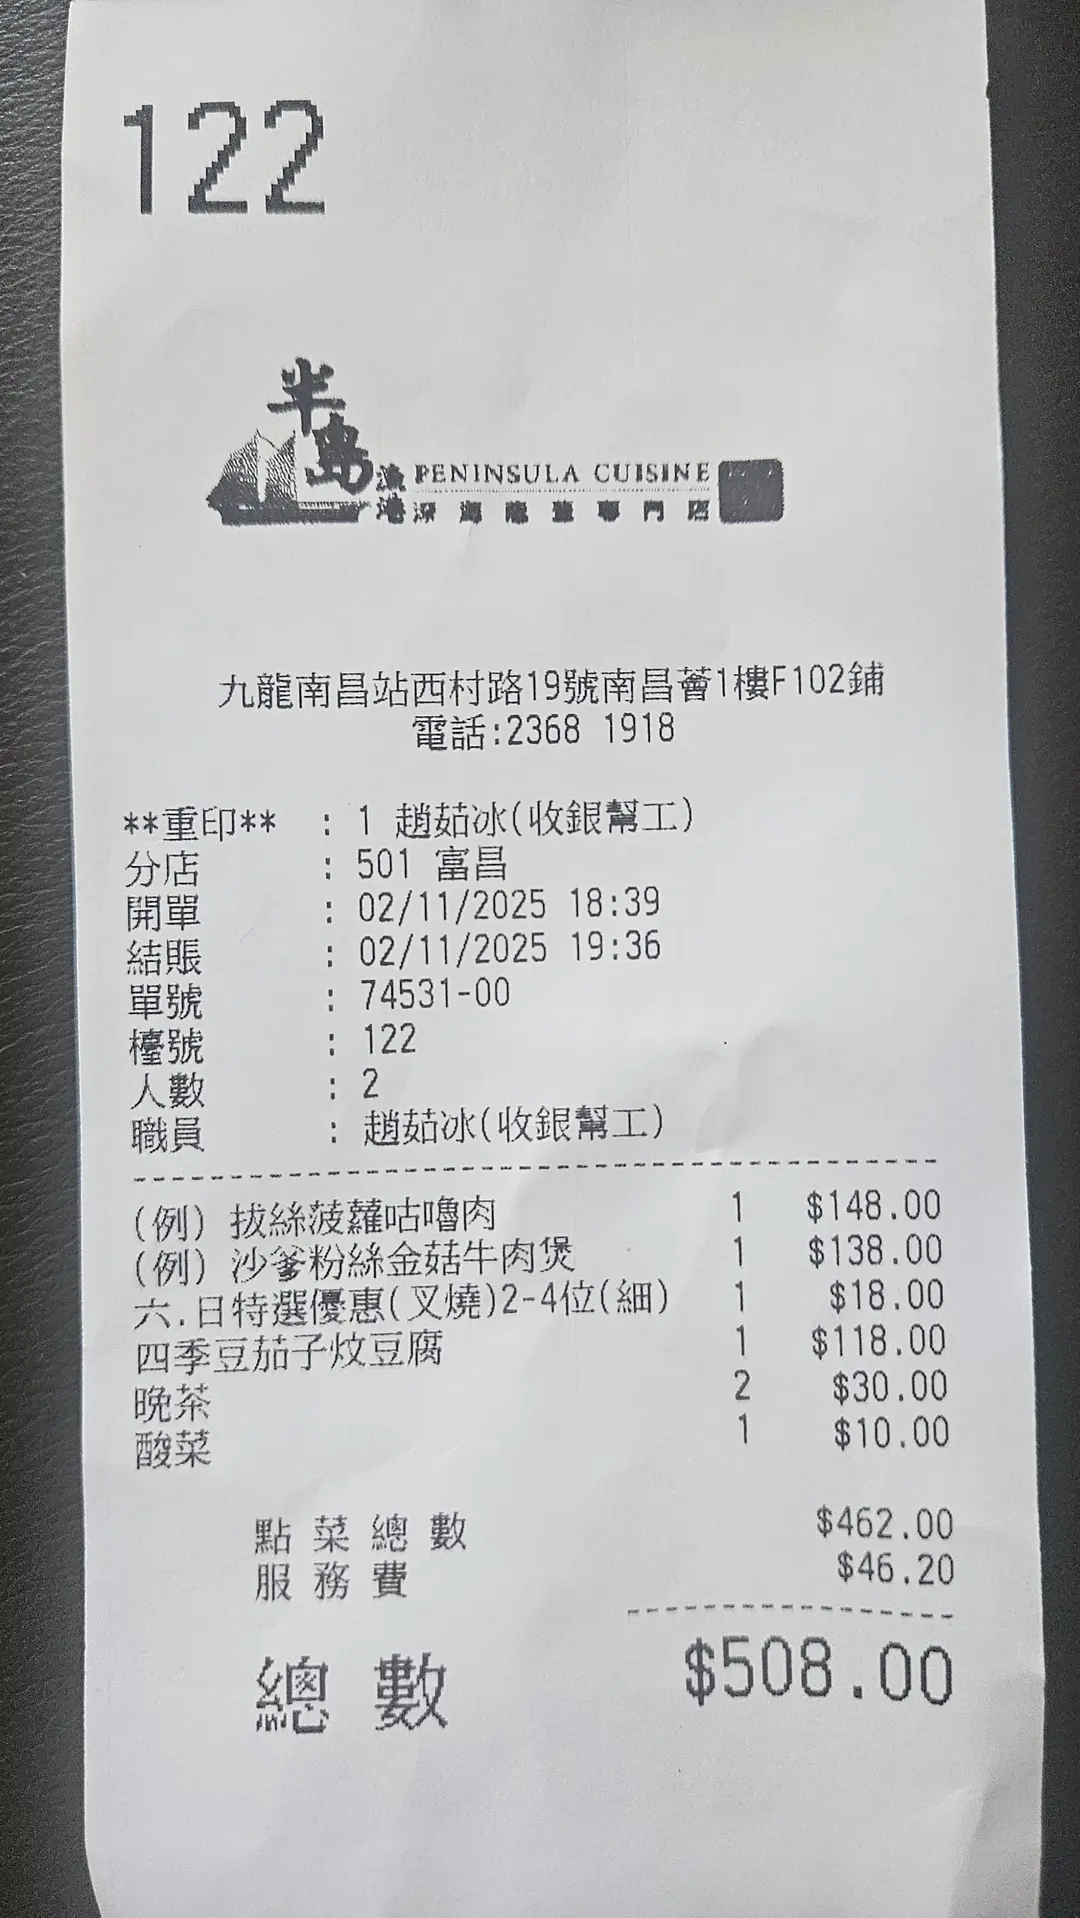 122
半島
漁港
PENINSULA CUISINE
深海龍躉專門店
九龍南昌站西村路19號南昌薈1樓F102鋪
電話:2368 1918
**重印** : 1 趙茹冰(收銀幫工)
分店 : 501 富昌
開單 : 02/11/2025 18:39
結賬 : 02/11/2025 19:36
單號 : 74531-00
檯號 : 122
人數 : 2
職員 : 趙茹冰(收銀幫工)
(例) 拔絲菠蘿咕嚕肉 1 $148.00
(例) 沙爹粉絲金菇牛肉煲 1 $138.00
六.日特選優惠(叉燒)2-4位(細) 1 $18.00
四季豆茄子炆豆腐 1 $118.00
晚茶 2 $30.00
酸菜 1 $10.00
點菜總數 $462.00
服務費 $46.20
總數 $508.00